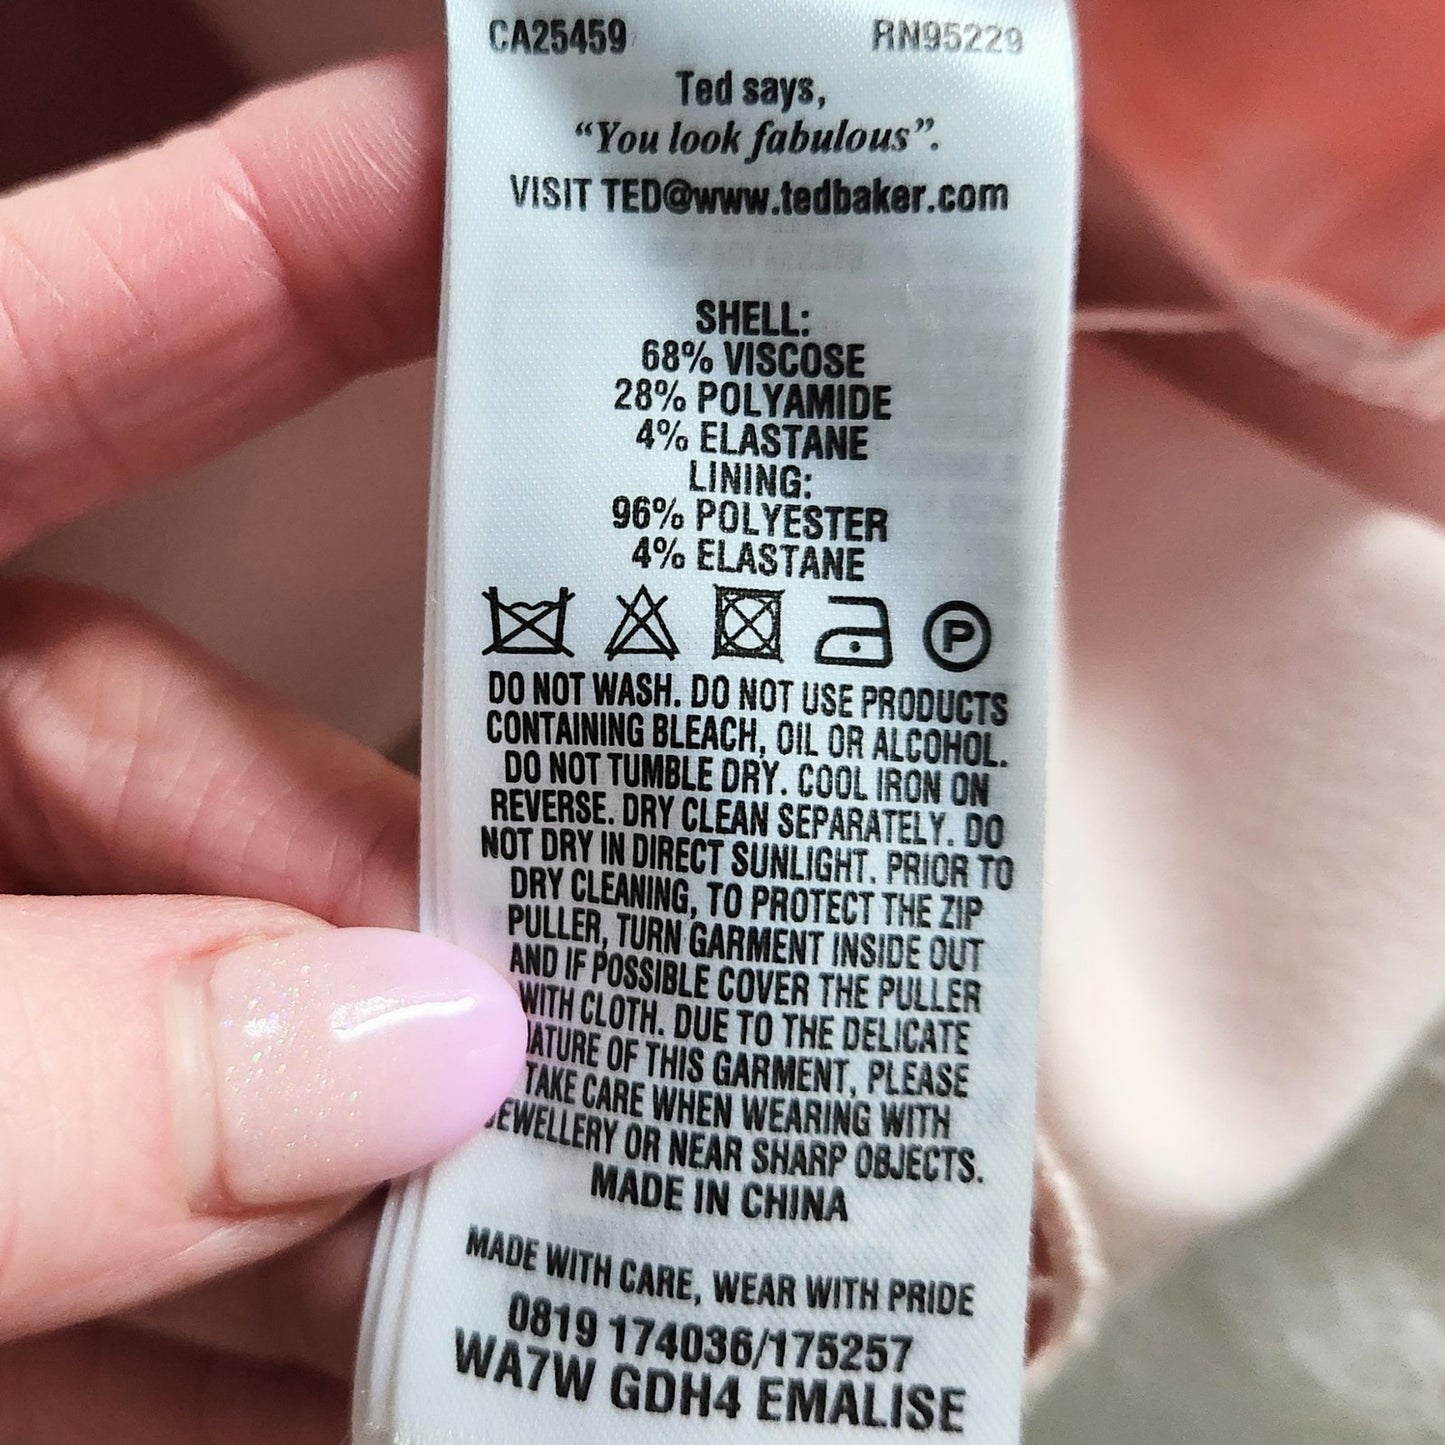 CA25459 RN95229
Ted says,
“You look fabulous”.
VISIT TED@www.tedbaker.com
SHELL:
68% VISCOSE
28% POLYAMIDE
4% ELASTANE
LINING:
96% POLYESTER
4% ELASTANE
P
DO NOT WASH. DO NOT USE PRODUCTS
CONTAINING BLEACH, OIL OR ALCOHOL.
DO NOT TUMBLE DRY. COOL IRON ON
REVERSE. DRY CLEAN SEPARATELY. DO
NOT DRY IN DIRECT SUNLIGHT. PRIOR TO
DRY CLEANING, TO PROTECT THE ZIP
PULLER, TURN GARMENT INSIDE OUT
AND IF POSSIBLE COVER THE PULLER
WITH CLOTH. DUE TO THE DELICATE
NATURE OF THIS GARMENT, PLEASE
TAKE CARE WHEN WEARING WITH
JEWELLERY OR NEAR SHARP OBJECTS.
MADE IN CHINA
MADE WITH CARE, WEAR WITH PRIDE
0819 174036/175257
WA7W GDH4 EMALISE